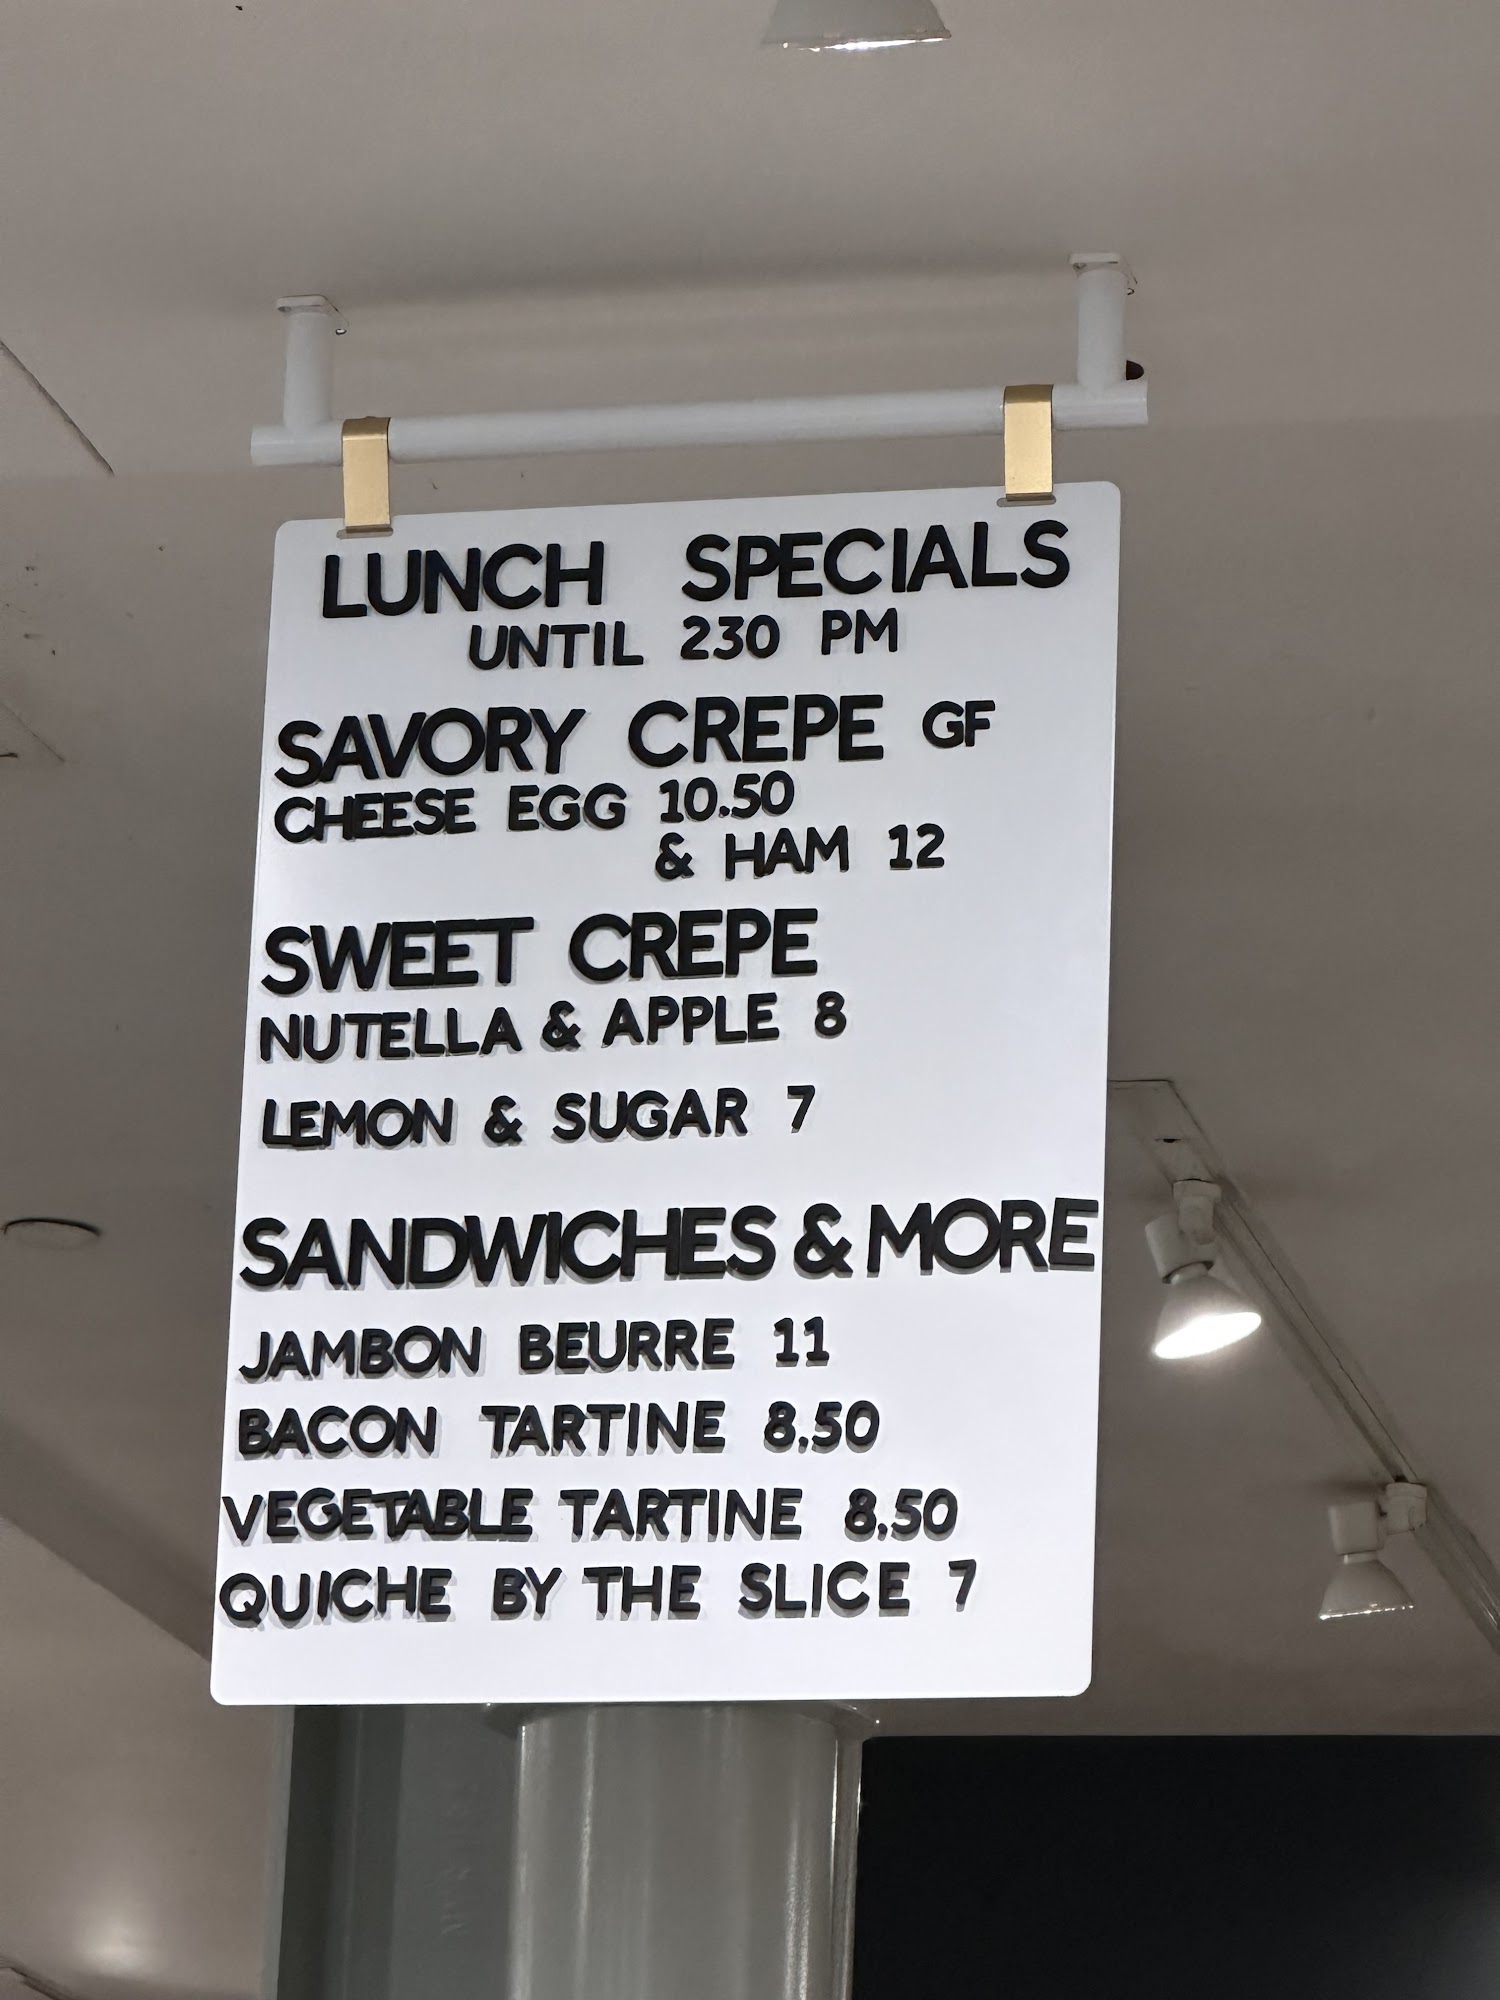 LUNCH SPECIALS
UNTIL 230 PM
SAVORY CREPE GF
CHEESE EGG 10.50
& HAM 12
SWEET CREPE
NUTELLA & APPLE 8
LEMON & SUGAR 7
SANDWICHES & MORE
JAMBON BEURRE 11
BACON TARTINE 8.50
VEGETABLE TARTINE 8.50
QUICHE BY THE SLICE 7